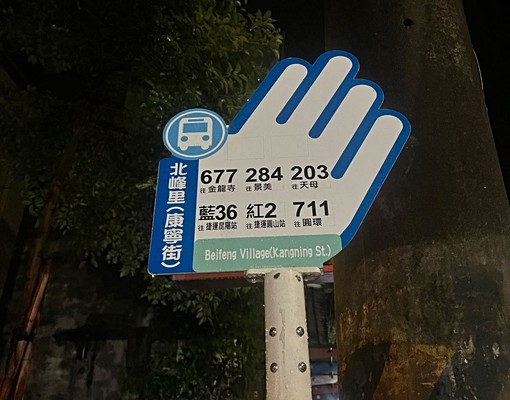 北峰里(康寧街)
677 284 203
往金龍寺 往景美 往天母
藍36 紅2 711
往捷運昆陽站 往捷運圓山站 往圓環
Beifeng Village(Kangning St.)